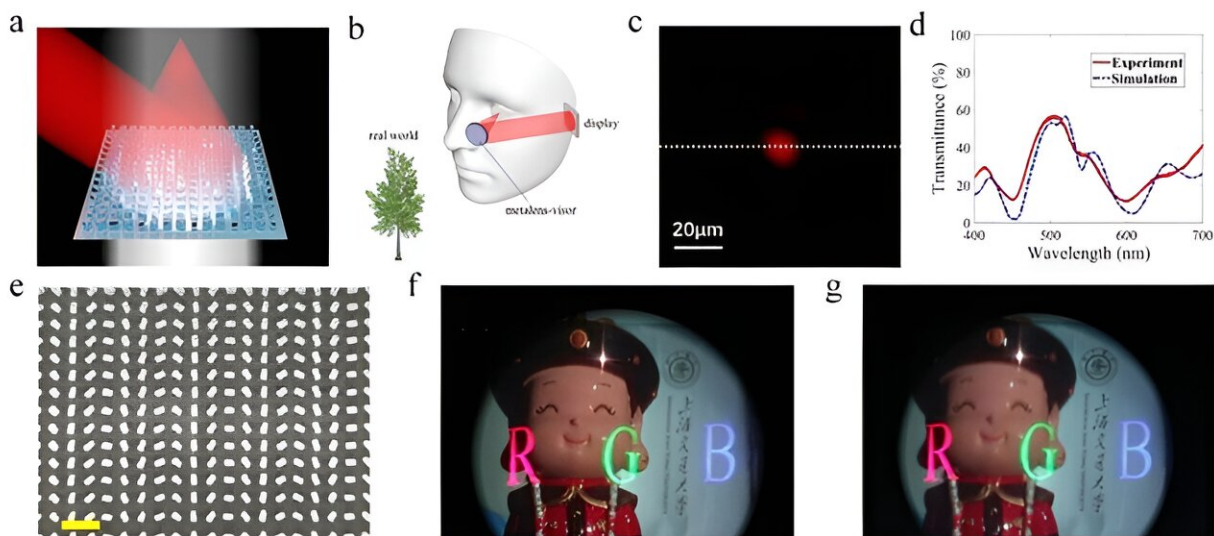 a
b
real world
display
metalens-visor
c
20μm
d
100
80
60
40
20
0
Transmittance (%)
Experiment
Simulation
400
500
600
700
Wavelength (nm)
e
f
R G B
g
R G B